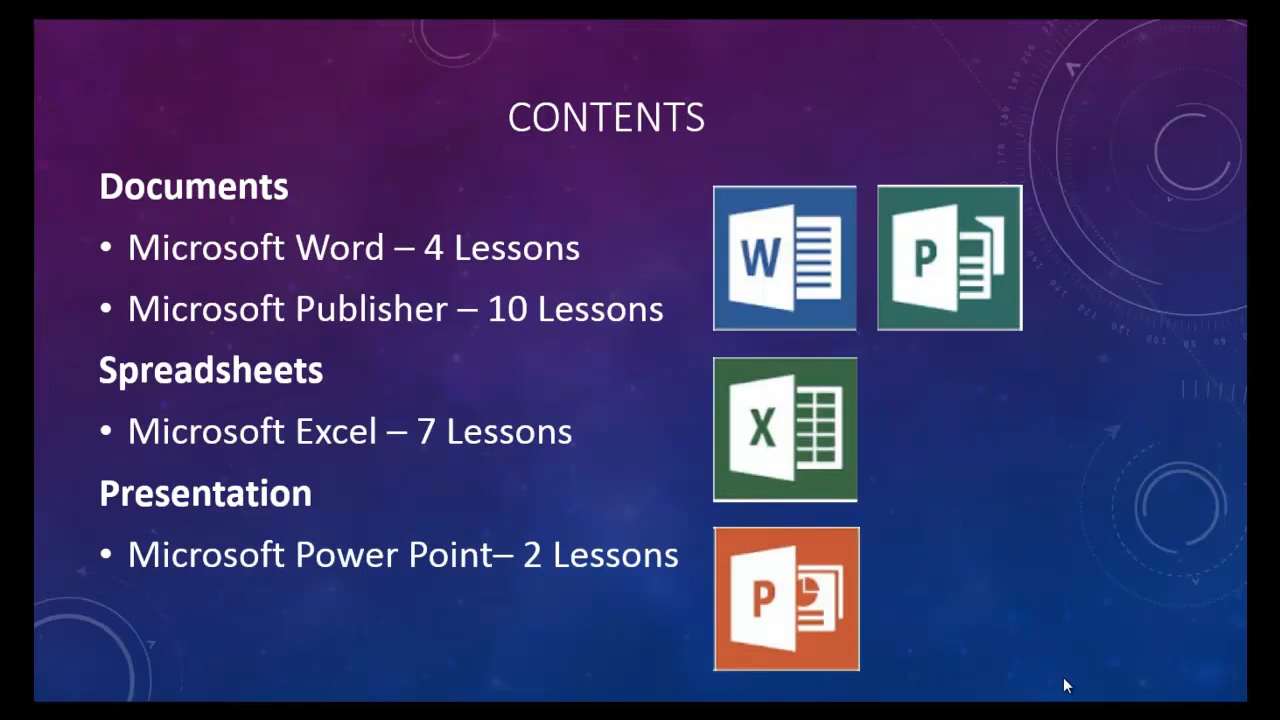 CONTENTS
Documents
• Microsoft Word – 4 Lessons
• Microsoft Publisher – 10 Lessons
Spreadsheets
• Microsoft Excel – 7 Lessons
Presentation
• Microsoft Power Point– 2 Lessons
W
P
X
P